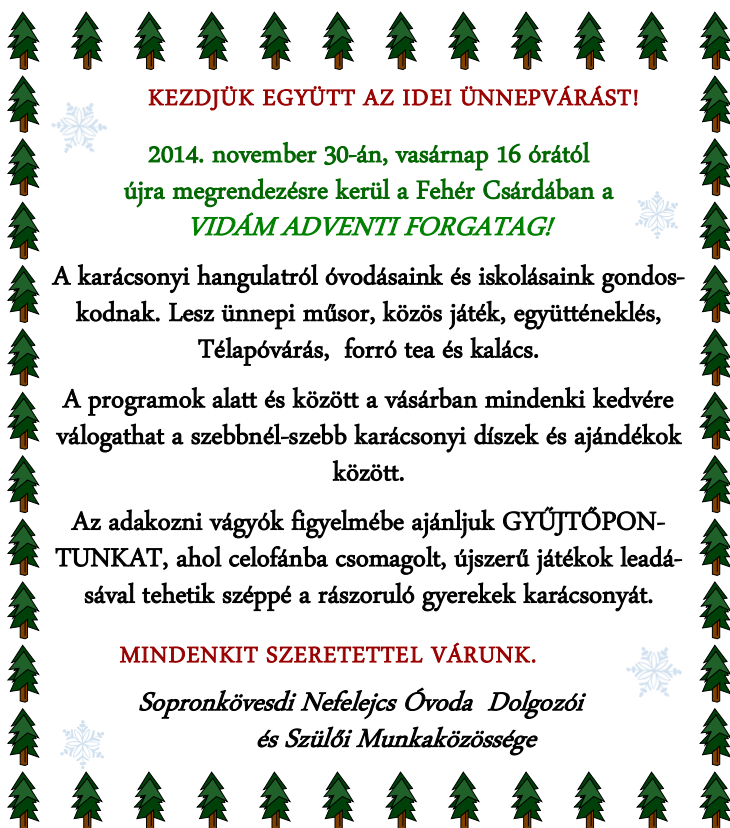 KEZDJÜK EGYÜTT AZ IDEI ÜNNEPVÁRÁST!
2014. november 30-án, vasárnap 16 órától
újra megrendezésre kerül a Fehér Csárdában a
VIDÁM ADVENTI FORGATAG!
A karácsonyi hangulatról óvodásaink és iskolásaink gondos-
kodnak. Lesz ünnepi műsor, közös játék, együtténeklés,
Télapóvárás, forró tea és kalács.
A programok alatt és között a vásárban mindenki kedvére
válogathat a szebbnél-szebb karácsonyi díszek és ajándékok
között.
Az adakozni vágyók figyelmébe ajánljuk GYŰJTŐPON-
TUNKAT, ahol celofánba csomagolt, újszerű játékok leadá-
sával tehetik széppé a rászoruló gyerekek karácsonyát.
MINDENKIT SZERETETTEL VÁRUNK.
Sopronkövesdi Nefelejcs Óvoda Dolgozói
és Szülői Munkaközössége